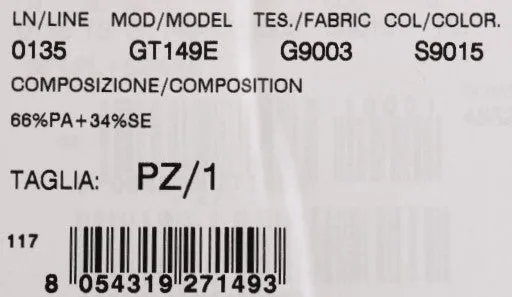 LN/LINE MOD/MODEL TES./FABRIC COL/COLOR.
0135 GT149E G9003 S9015
COMPOSIZIONE/COMPOSITION
66%PA+34%SE
TAGLIA: PZ/1
117
8 054319 271493